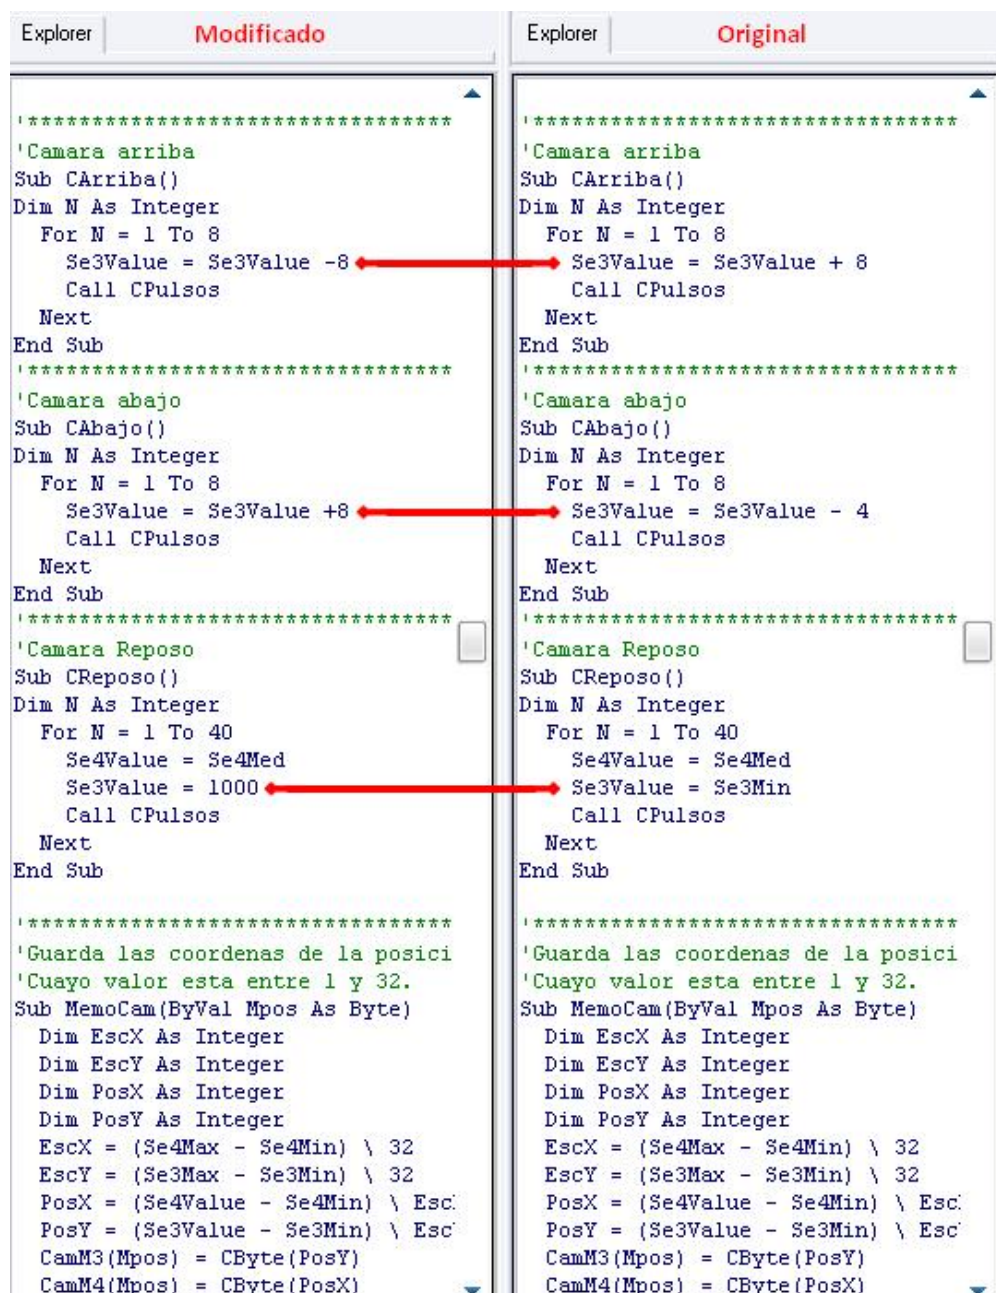 Explorer
Modificado
'*********************************
'Camara arriba
Sub CArriba()
Dim N As Integer
For N = 1 To 8
Se3Value = Se3Value -8
Call CPulsos
Next
End Sub
'*********************************
'Camara abajo
Sub CAbajo()
Dim N As Integer
For N = 1 To 8
Se3Value = Se3Value +8
Call CPulsos
Next
End Sub
'*********************************
'Camara Reposo
Sub CReposo()
Dim N As Integer
For N = 1 To 40
Se4Value = Se4Med
Se3Value = 1000
Call CPulsos
Next
End Sub
'*********************************
'Guarda las coordenas de la posici
'Cuayo valor esta entre 1 y 32.
Sub MemoCam(ByVal Mpos As Byte)
Dim EscX As Integer
Dim EscY As Integer
Dim PosX As Integer
Dim PosY As Integer
EscX = (Se4Max - Se4Min) \ 32
EscY = (Se3Max - Se3Min) \ 32
PosX = (Se4Value - Se4Min) \ Esc
PosY = (Se3Value - Se3Min) \ Esc
CamM3(Mpos) = CByte(PosY)
CamM4(Mpos) = CByte(PosX)
Explorer
Original
'*********************************
'Camara arriba
Sub CArriba()
Dim N As Integer
For N = 1 To 8
Se3Value = Se3Value + 8
Call CPulsos
Next
End Sub
'*********************************
'Camara abajo
Sub CAbajo()
Dim N As Integer
For N = 1 To 8
Se3Value = Se3Value - 4
Call CPulsos
Next
End Sub
'*********************************
'Camara Reposo
Sub CReposo()
Dim N As Integer
For N = 1 To 40
Se4Value = Se4Med
Se3Value = Se3Min
Call CPulsos
Next
End Sub
'*********************************
'Guarda las coordenas de la posici
'Cuayo valor esta entre 1 y 32.
Sub MemoCam(ByVal Mpos As Byte)
Dim EscX As Integer
Dim EscY As Integer
Dim PosX As Integer
Dim PosY As Integer
EscX = (Se4Max - Se4Min) \ 32
EscY = (Se3Max - Se3Min) \ 32
PosX = (Se4Value - Se4Min) \ Esc
PosY = (Se3Value - Se3Min) \ Esc
CamM3(Mpos) = CByte(PosY)
CamM4(Mpos) = CByte(PosX)